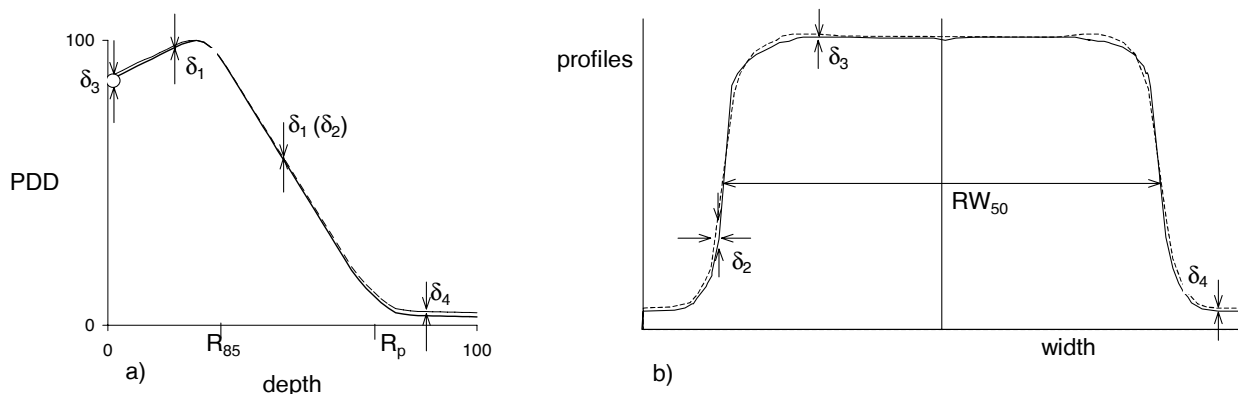 100
δ3
δ1
δ1 (δ2)
PDD
δ4
0
0
R85
Rp
100
a)
depth
profiles
δ3
RW50
δ2
δ4
width
b)